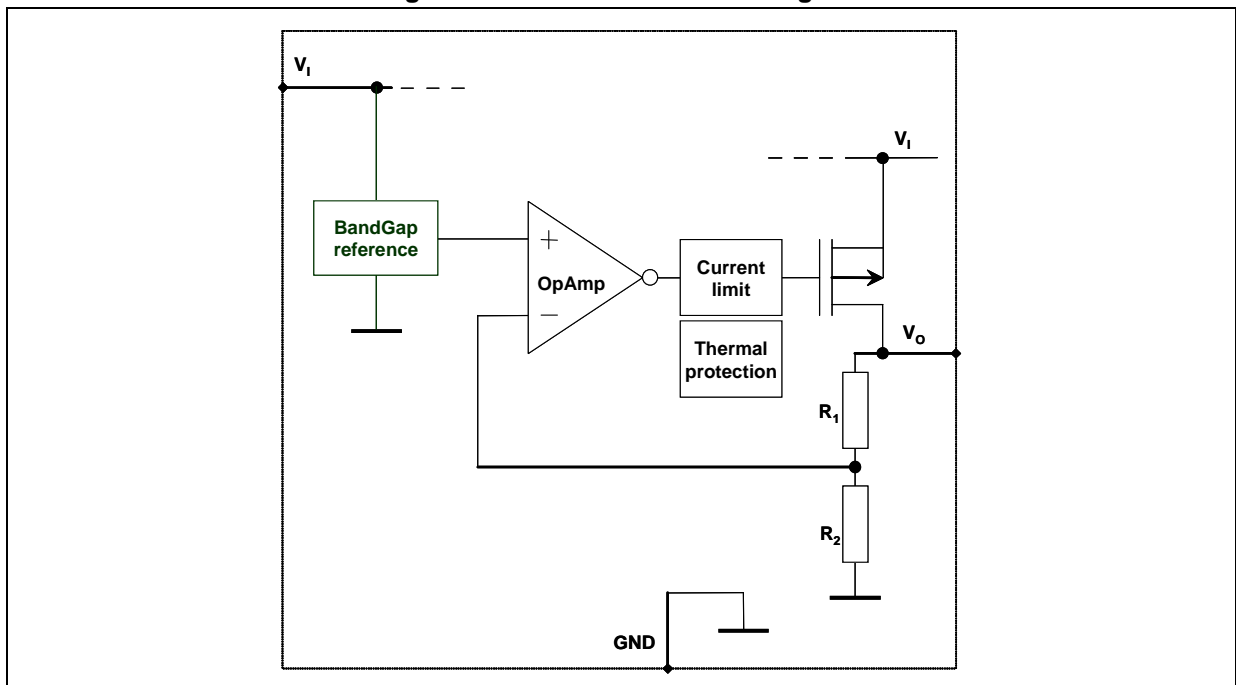 V_I
V_I
BandGap
reference
+
OpAmp
−
Current
limit
Thermal
protection
V_O
R_1
R_2
GND